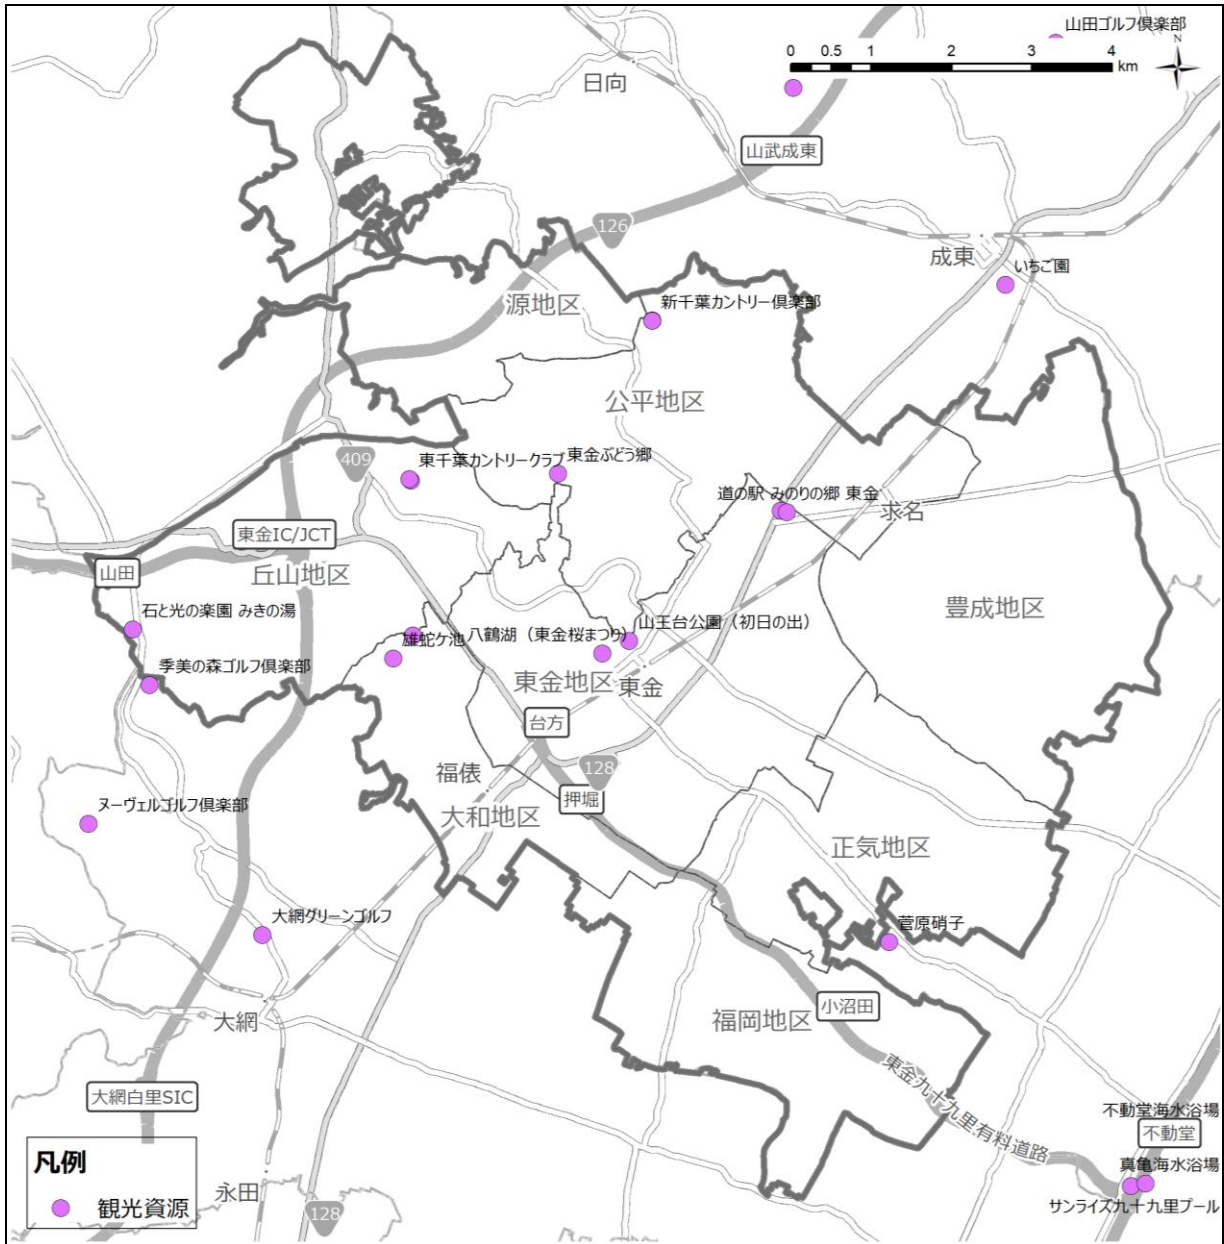 山田ゴルフ倶楽部
0 0.5 1 2 3 4
km
N
日向
山武成東
126
成東
いちご園
源地区
新千葉カントリー倶楽部
公平地区
409
東千葉カントリークラブ
東金ぶどう郷
道の駅 みのりの郷 東金
求名
東金IC/JCT
山田
丘山地区
石と光の楽園 みきの湯
豊成地区
雄蛇ケ池
八鶴湖（東金桜まつり）
山王台公園（初日の出）
季美の森ゴルフ倶楽部
東金地区
東金
台方
福俵
128
押堀
ヌーヴェルゴルフ倶楽部
大和地区
正気地区
大網グリーンゴルフ
菅原硝子
大網
福岡地区
小沼田
東金九十九里有料道路
大網白里SIC
不動堂海水浴場
不動堂
真亀海水浴場
サンライズ九十九里プール
凡例
観光資源
永田
128